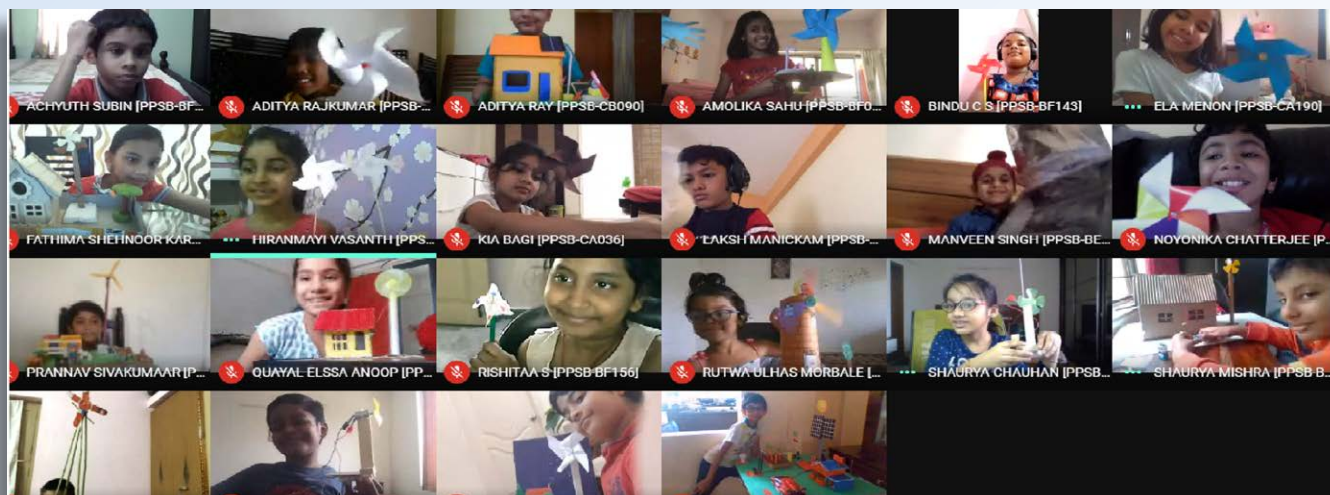 ACHYUTH SUBIN [PPSB-BF...
ADITYA RAJKUMAR [PPSB-...
ADITYA RAY [PPSB-CB090]
AMOLIKA SAHU [PPSB-BF0...
BINDU C S [PPSB-BF143]
ELA MENON [PPSB-CA190]
FATHIMA SHEHNOOR KAR...
HIRANMAYI VASANTH [PPS...
KIA BAGI [PPSB-CA036]
LAKSH MANICKAM [PPSB-...
MANVEEN SINGH [PPSB-BE...
NOYONIKA CHATTERJEE [P...
PRANNAV SIVAKUMAAR [P...
QUAYAL ELSSA ANOOP [PP...
RISHITAA S [PPSB-BF156]
RUTWA ULHAS MORBALE [...
SHAURYA CHAUHAN [PPSB...
SHAURYA MISHRA [PPSB-B...